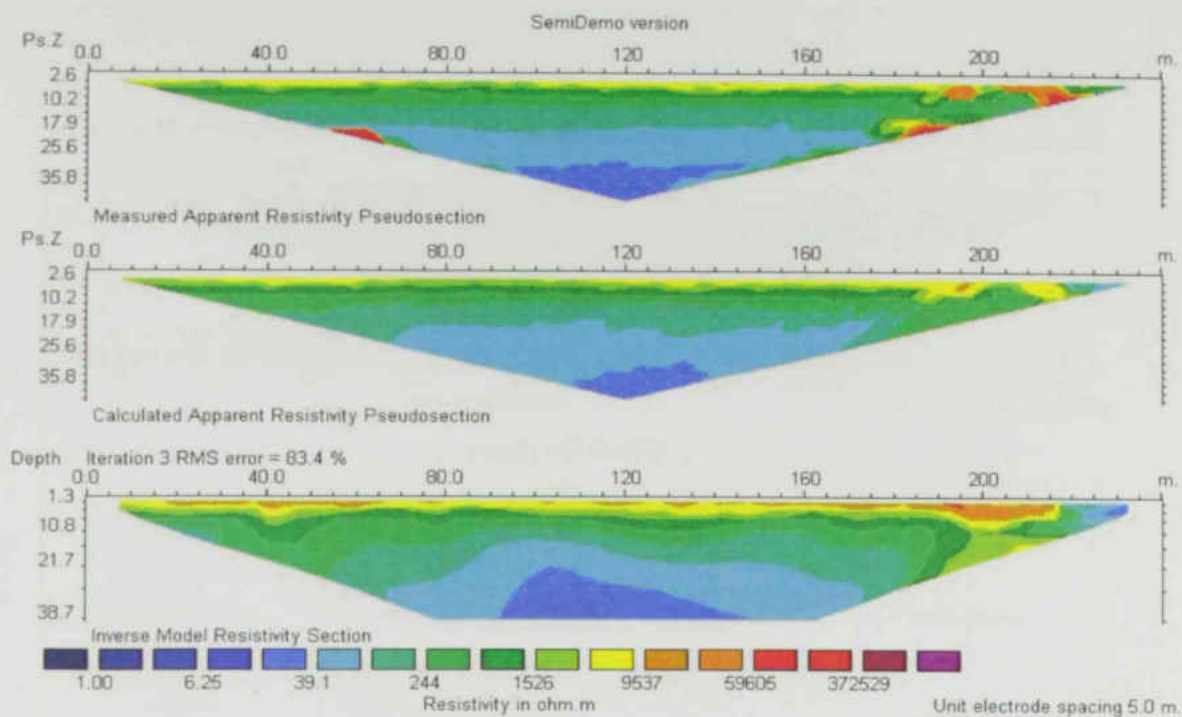 SemiDemo version
Ps.Z 0.0 40.0 80.0 120 160 200 m.
2.6
10.2
17.9
25.6
35.8
Measured Apparent Resistivity Pseudosection
Ps.Z 0.0 40.0 80.0 120 160 200 m.
2.6
10.2
17.9
25.6
35.8
Calculated Apparent Resistivity Pseudosection
Depth Iteration 3 RMS error = 83.4 %
0.0 40.0 80.0 120 160 200 m.
1.3
10.8
21.7
38.7
Inverse Model Resistivity Section
1.00 6.25 39.1 244 1526 9537 59605 372529
Resistivity in ohm.m Unit electrode spacing 5.0 m.